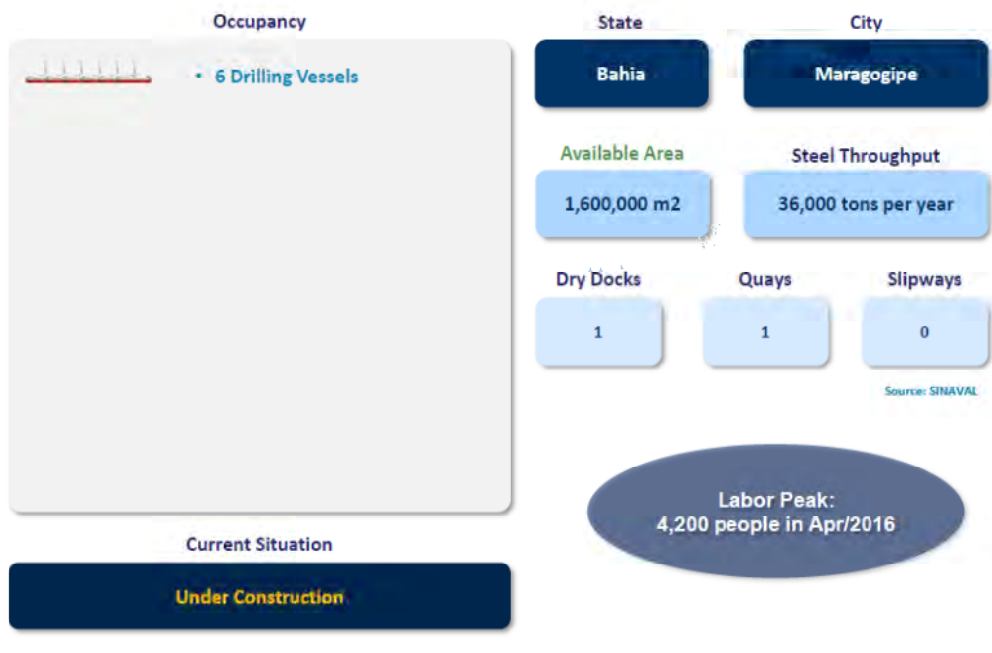 Occupancy
• 6 Drilling Vessels
State
City
Bahia
Maragogipe
Available Area
Steel Throughput
1,600,000 m2
36,000 tons per year
Dry Docks
Quays
Slipways
1
1
0
Source: SINAVAL
Labor Peak:
4,200 people in Apr/2016
Current Situation
Under Construction